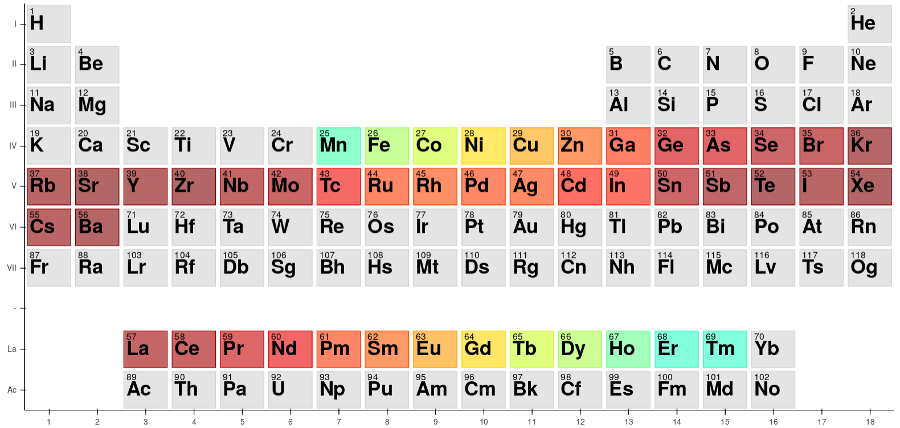 I 1 H 2 He
II 3 Li 4 Be 5 B 6 C 7 N 8 O 9 F 10 Ne
III 11 Na 12 Mg 13 Al 14 Si 15 P 16 S 17 Cl 18 Ar
IV 19 K 20 Ca 21 Sc 22 Ti 23 V 24 Cr 25 Mn 26 Fe 27 Co 28 Ni 29 Cu 30 Zn 31 Ga 32 Ge 33 As 34 Se 35 Br 36 Kr
V 37 Rb 38 Sr 39 Y 40 Zr 41 Nb 42 Mo 43 Tc 44 Ru 45 Rh 46 Pd 47 Ag 48 Cd 49 In 50 Sn 51 Sb 52 Te 53 I 54 Xe
VI 55 Cs 56 Ba 71 Lu 72 Hf 73 Ta 74 W 75 Re 76 Os 77 Ir 78 Pt 79 Au 80 Hg 81 Tl 82 Pb 83 Bi 84 Po 85 At 86 Rn
VII 87 Fr 88 Ra 103 Lr 104 Rf 105 Db 106 Sg 107 Bh 108 Hs 109 Mt 110 Ds 111 Rg 112 Cn 113 Nh 114 Fl 115 Mc 116 Lv 117 Ts 118 Og
-
La 57 La 58 Ce 59 Pr 60 Nd 61 Pm 62 Sm 63 Eu 64 Gd 65 Tb 66 Dy 67 Ho 68 Er 69 Tm 70 Yb
Ac 89 Ac 90 Th 91 Pa 92 U 93 Np 94 Pu 95 Am 96 Cm 97 Bk 98 Cf 99 Es 100 Fm 101 Md 102 No
1 2 3 4 5 6 7 8 9 10 11 12 13 14 15 16 17 18